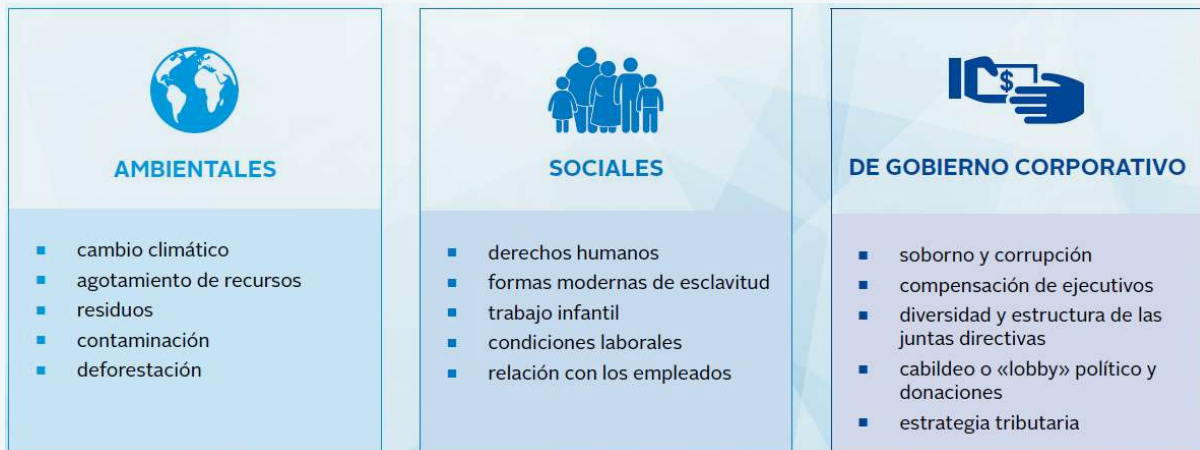 AMBIENTALES
cambio climático
agotamiento de recursos
residuos
contaminación
deforestación
SOCIALES
derechos humanos
formas modernas de esclavitud
trabajo infantil
condiciones laborales
relación con los empleados
$
DE GOBIERNO CORPORATIVO
soborno y corrupción
compensación de ejecutivos
diversidad y estructura de las
juntas directivas
cabildeo o «lobby» político y
donaciones
estrategia tributaria